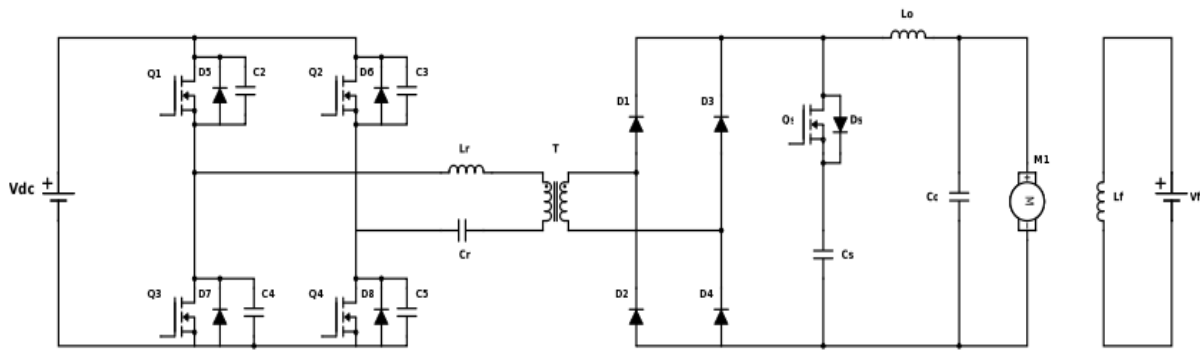 Lo
Q1 D5 C2 Q2 D6 C3
D1 D3
Qs Ds
Lr T
M1
Vdc + + M + Vf
Cc
Lf
Cr
Cs
Q3 D7 C4 Q4 D8 C5
D2 D4